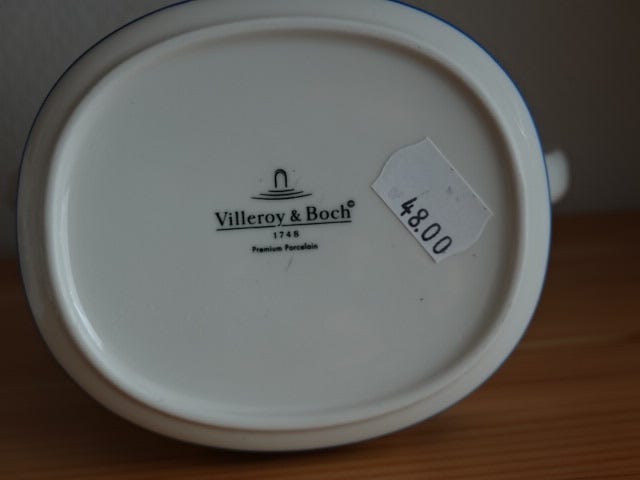 Villeroy & Boch©
1748
Premium Porcelain
48.00